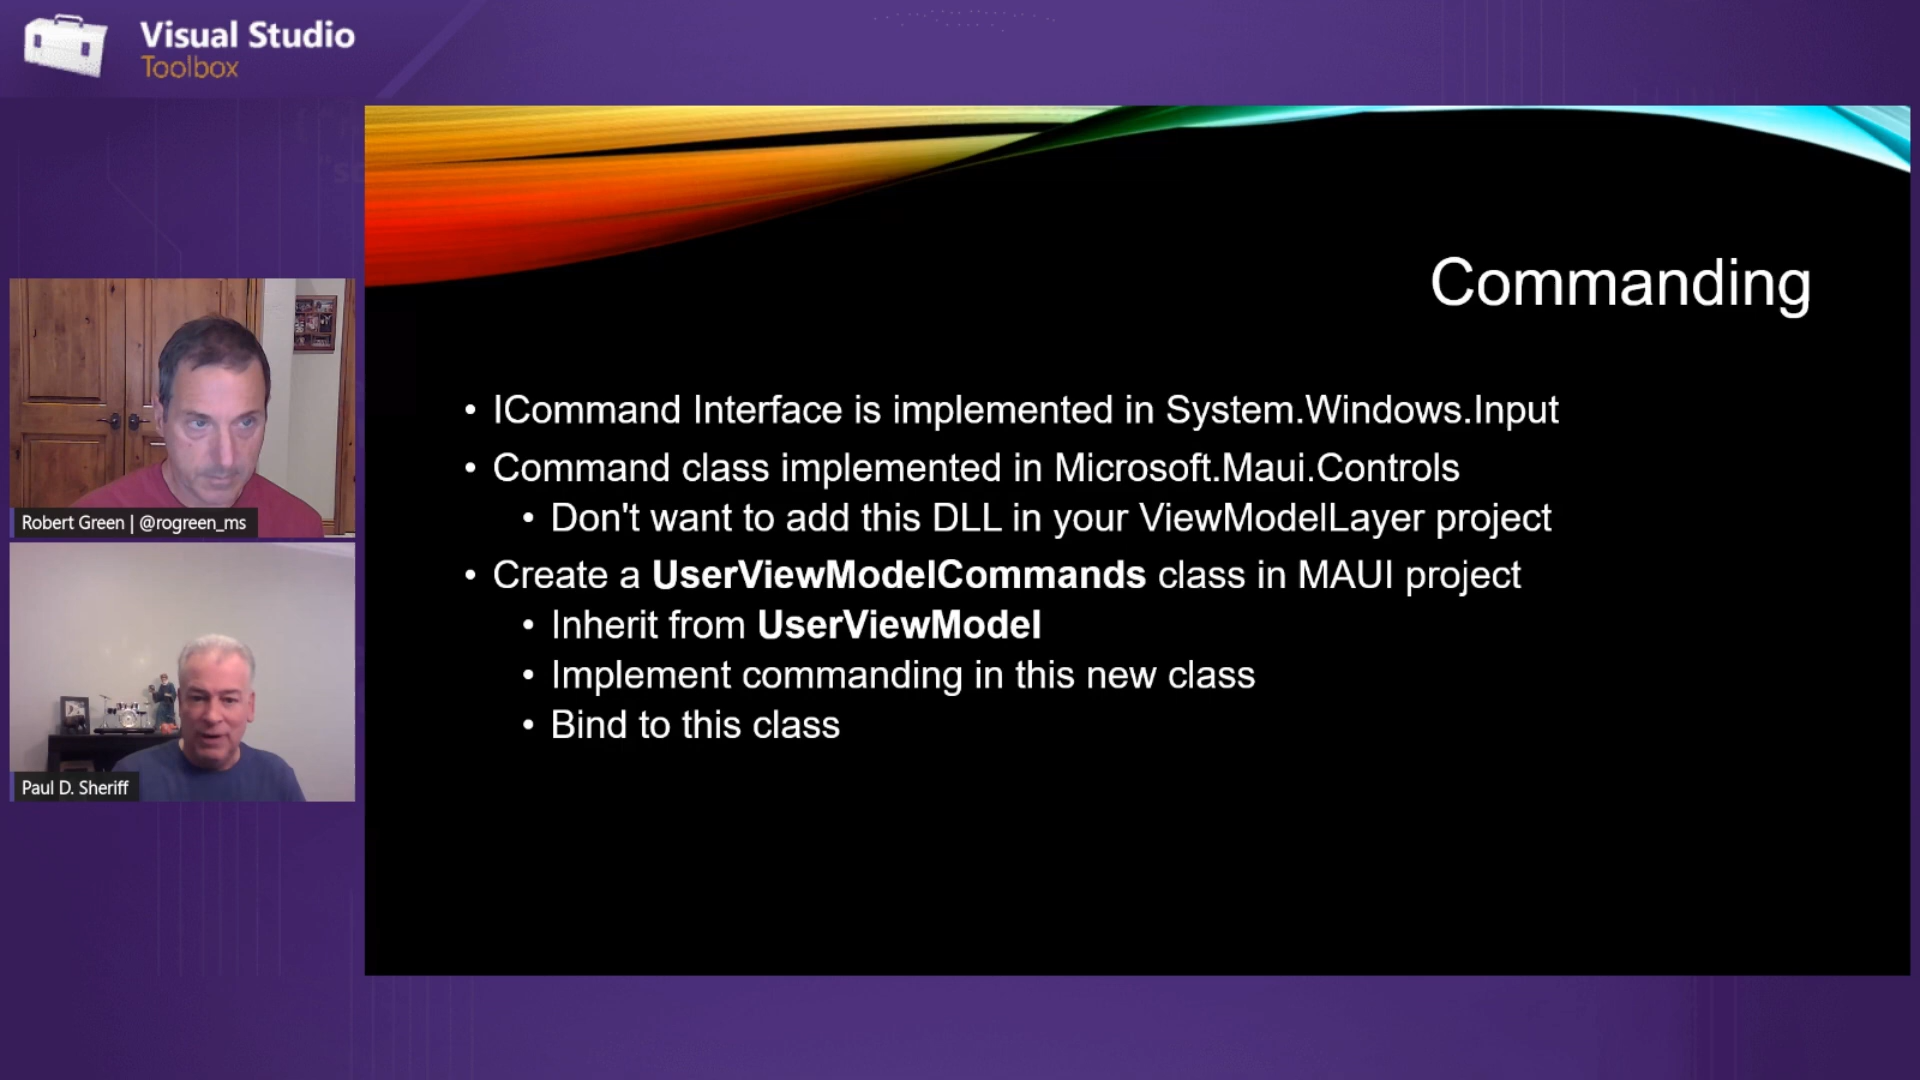 Visual Studio
Toolbox
Commanding
• ICommand Interface is implemented in System.Windows.Input
• Command class implemented in Microsoft.Maui.Controls
• Don't want to add this DLL in your ViewModelLayer project
• Create a UserViewModelCommands class in MAUI project
• Inherit from UserViewModel
• Implement commanding in this new class
• Bind to this class
Robert Green | @rogreen_ms
Paul D. Sheriff